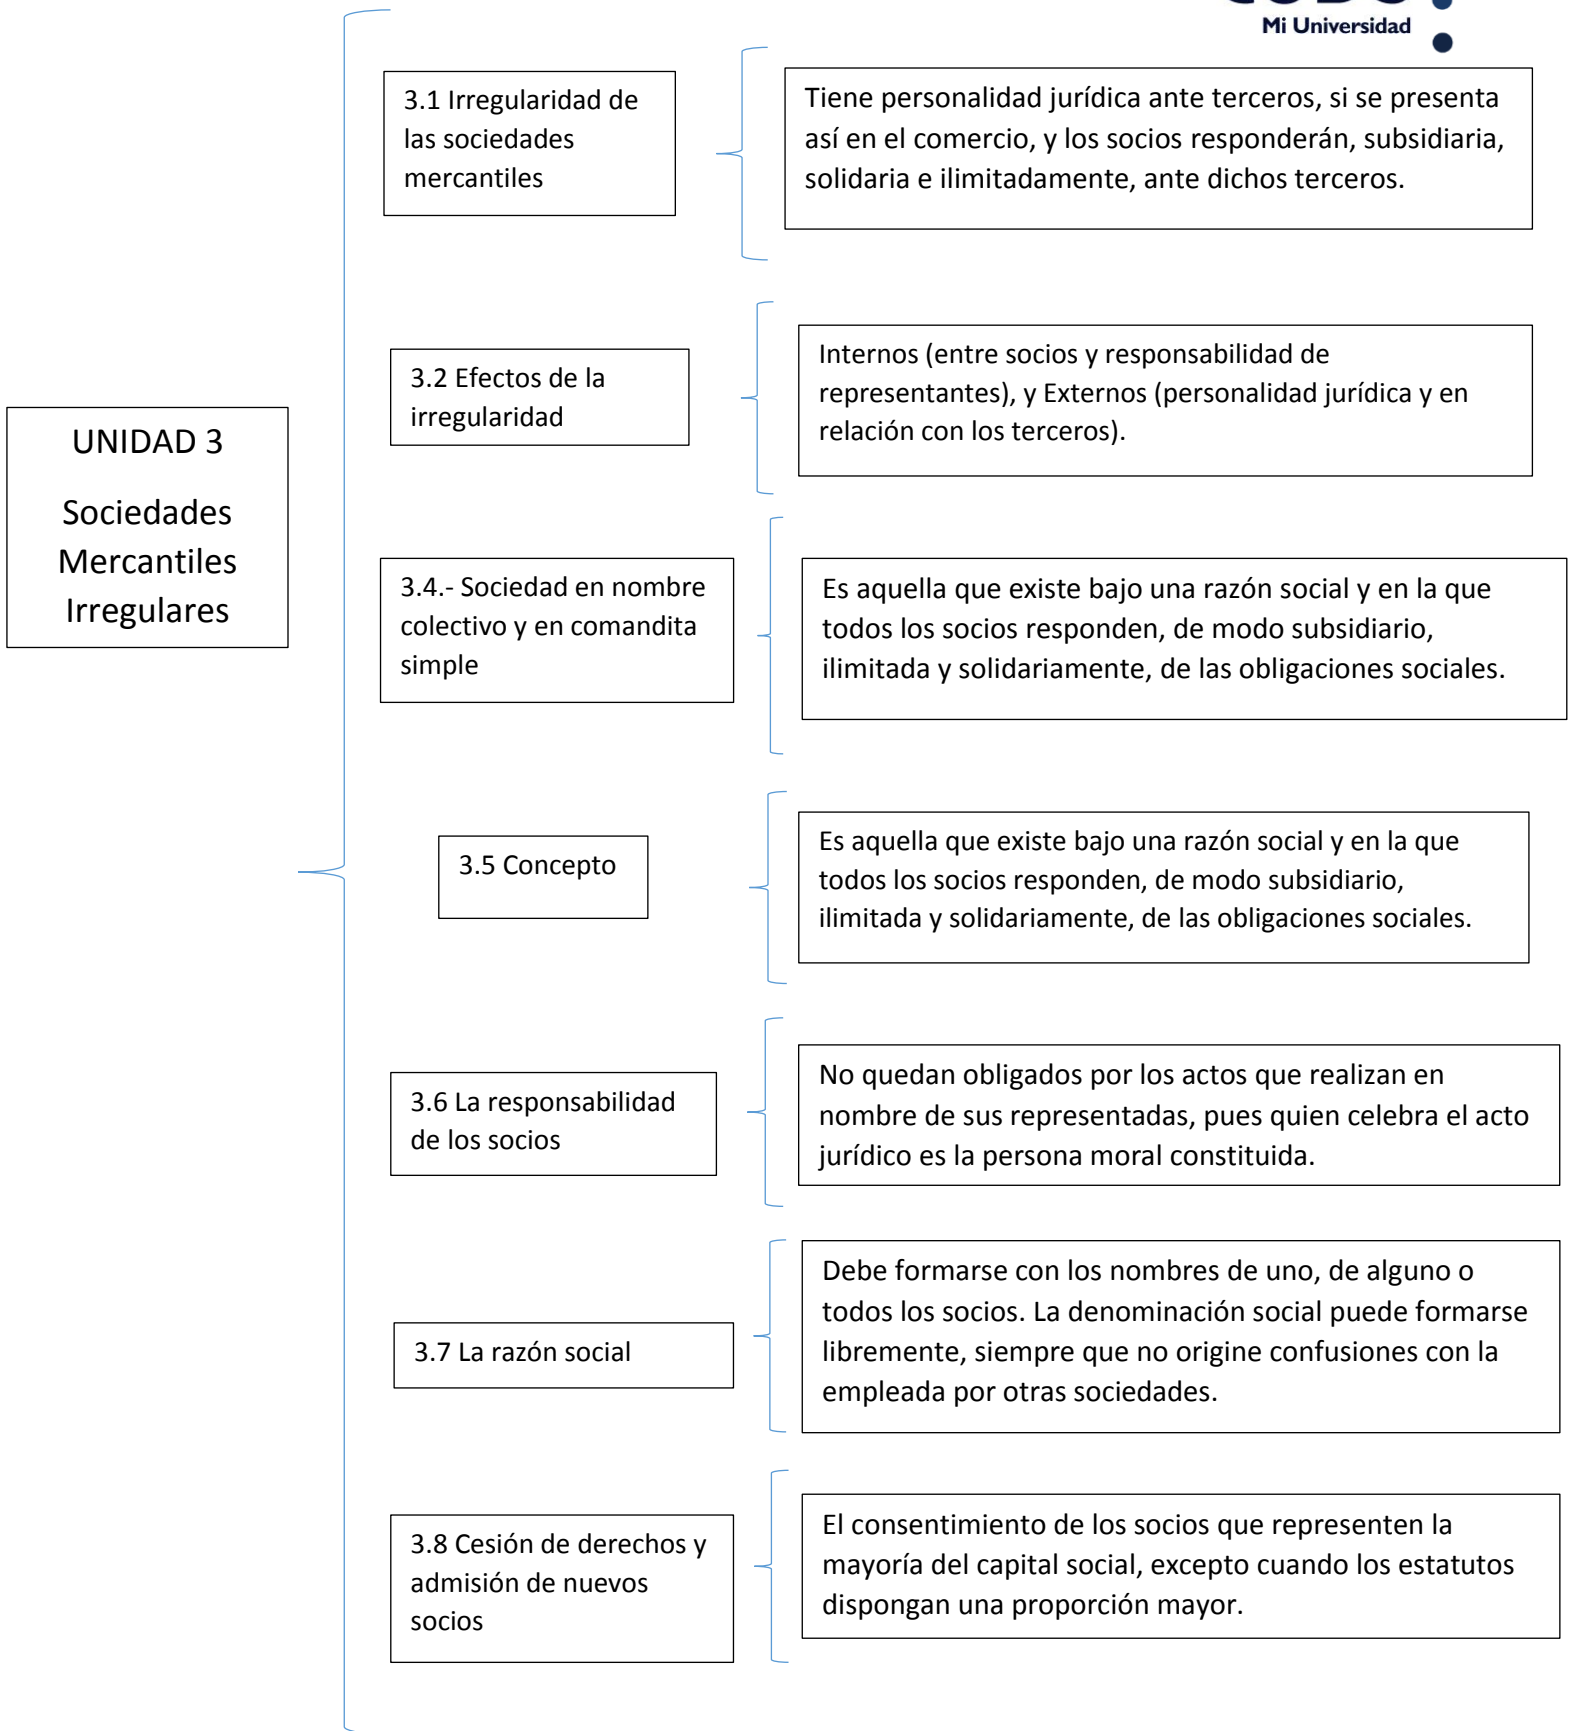 Mi Universidad
3.1 Irregularidad de
las sociedades
mercantiles
Tiene personalidad jurídica ante terceros, si se presenta
así en el comercio, y los socios responderán, subsidiaria,
solidaria e ilimitadamente, ante dichos terceros.
3.2 Efectos de la
irregularidad
Internos (entre socios y responsabilidad de
representantes), y Externos (personalidad jurídica y en
relación con los terceros).
UNIDAD 3
Sociedades
Mercantiles
Irregulares
3.4.- Sociedad en nombre
colectivo y en comandita
simple
Es aquella que existe bajo una razón social y en la que
todos los socios responden, de modo subsidiario,
ilimitada y solidariamente, de las obligaciones sociales.
3.5 Concepto
Es aquella que existe bajo una razón social y en la que
todos los socios responden, de modo subsidiario,
ilimitada y solidariamente, de las obligaciones sociales.
3.6 La responsabilidad
de los socios
No quedan obligados por los actos que realizan en
nombre de sus representadas, pues quien celebra el acto
jurídico es la persona moral constituida.
3.7 La razón social
Debe formarse con los nombres de uno, de alguno o
todos los socios. La denominación social puede formarse
libremente, siempre que no origine confusiones con la
empleada por otras sociedades.
3.8 Cesión de derechos y
admisión de nuevos
socios
El consentimiento de los socios que representen la
mayoría del capital social, excepto cuando los estatutos
dispongan una proporción mayor.